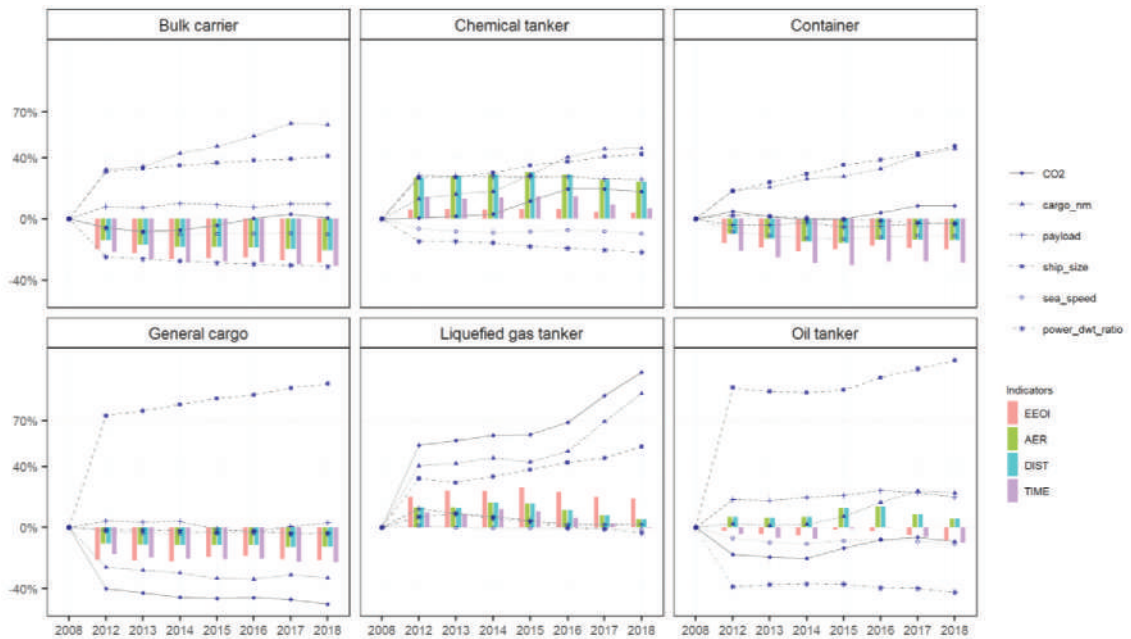 Bulk carrier
Chemical tanker
Container
70%
40%
0%
-40%
CO2
cargo_nm
payload
ship_size
sea_speed
power_dwt_ratio
General cargo
Liquefied gas tanker
Oil tanker
70%
40%
0%
-40%
Indicators
EEOI
AER
DIST
TIME
2008 2012 2013 2014 2015 2016 2017 2018
2008 2012 2013 2014 2015 2016 2017 2018
2008 2012 2013 2014 2015 2016 2017 2018